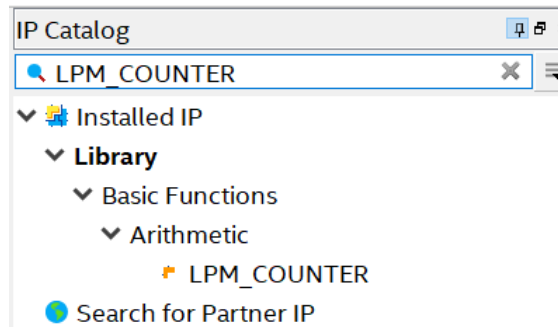 IP Catalog
LPM_COUNTER
Installed IP
Library
Basic Functions
Arithmetic
LPM_COUNTER
Search for Partner IP